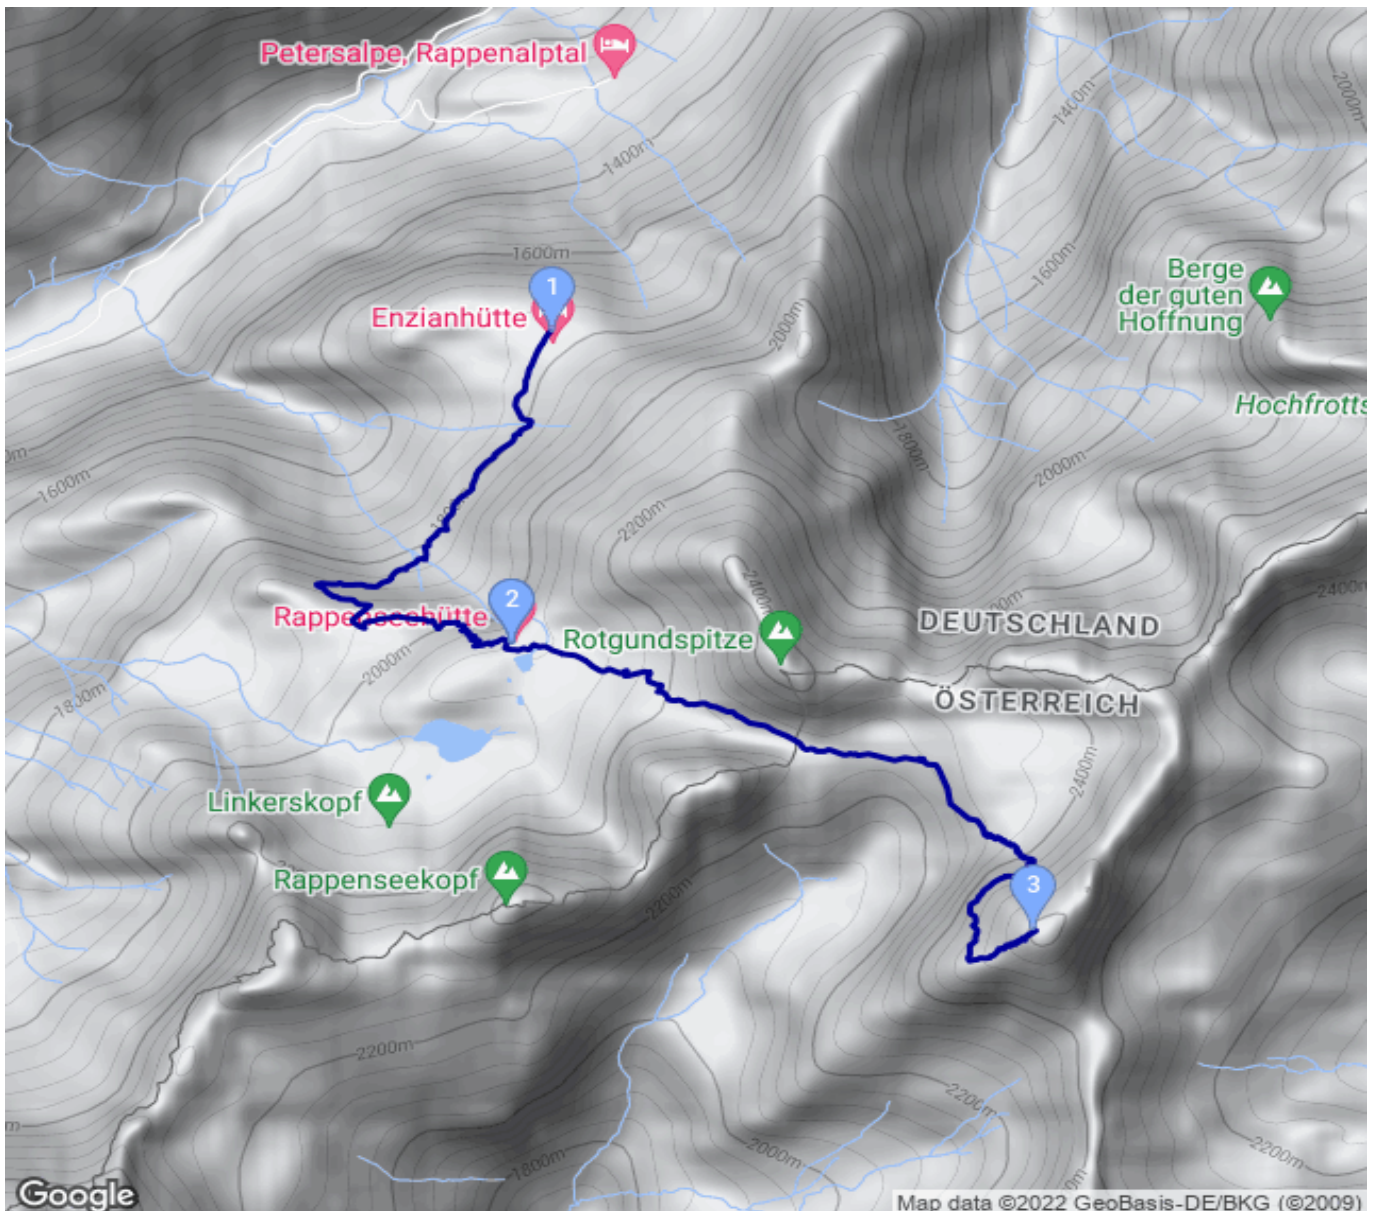 Petersalpe, Rappenalptal
2000m
1400m
1400m
1600m
1
Enzianhütte
1600m
Berge
der guten
Hoffnung
2000m
Hochfrotts
1800m
2000m
1600m
2200m
2400m
2400m
2
Rappenseehütte
Rotgundspitze
DEUTSCHLAND
ÖSTERREICH
2000m
1800m
2400m
Linkerskopf
Rappenseekopf
3
2200m
2200m
2200m
2000m
1800m
2200m
Google
Map data ©2022 GeoBasis-DE/BKG (©2009)